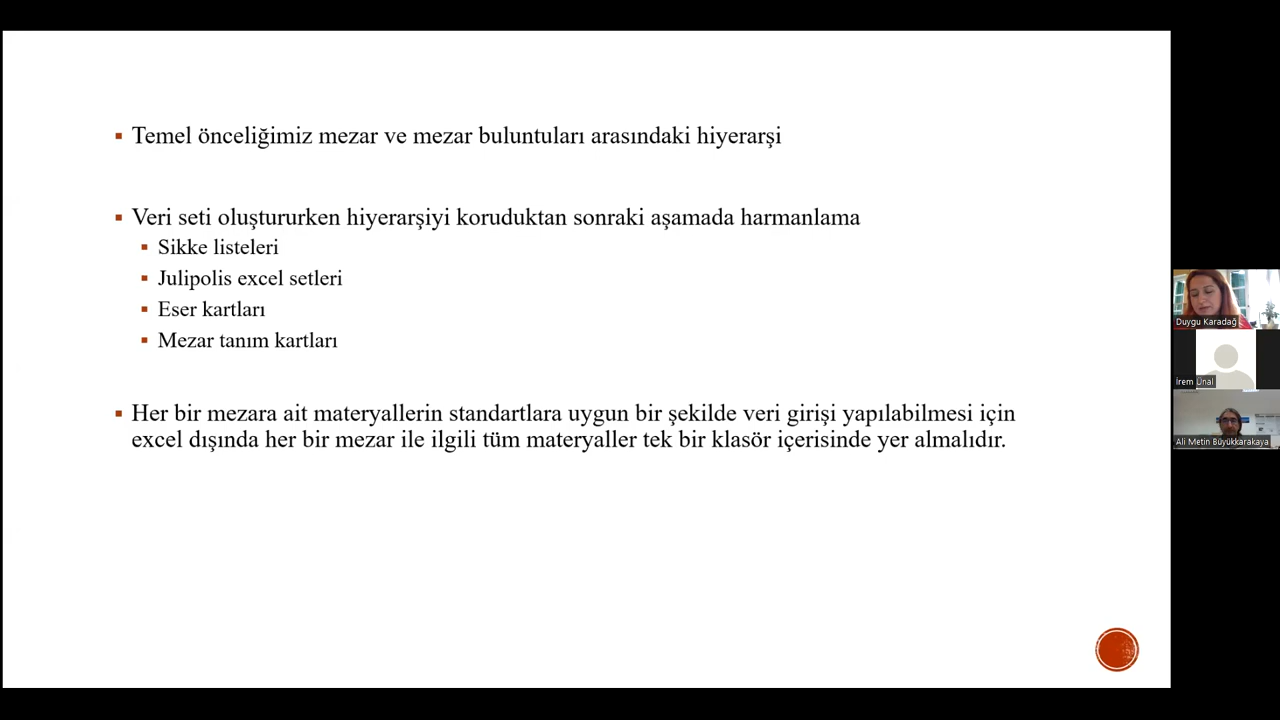 Temel önceliğimiz mezar ve mezar buluntuları arasındaki hiyerarşi
Veri seti oluştururken hiyerarşiyi koruduktan sonraki aşamada harmanlama
Sikke listeleri
Julipolis excel setleri
Eser kartları
Mezar tanım kartları
Her bir mezara ait materyallerin standartlara uygun bir şekilde veri girişi yapılabilmesi için
excel dışında her bir mezar ile ilgili tüm materyaller tek bir klasör içerisinde yer almalıdır.
Duygu Karadağ
İrem Ünal
Ali Metin Büyükkarakaya